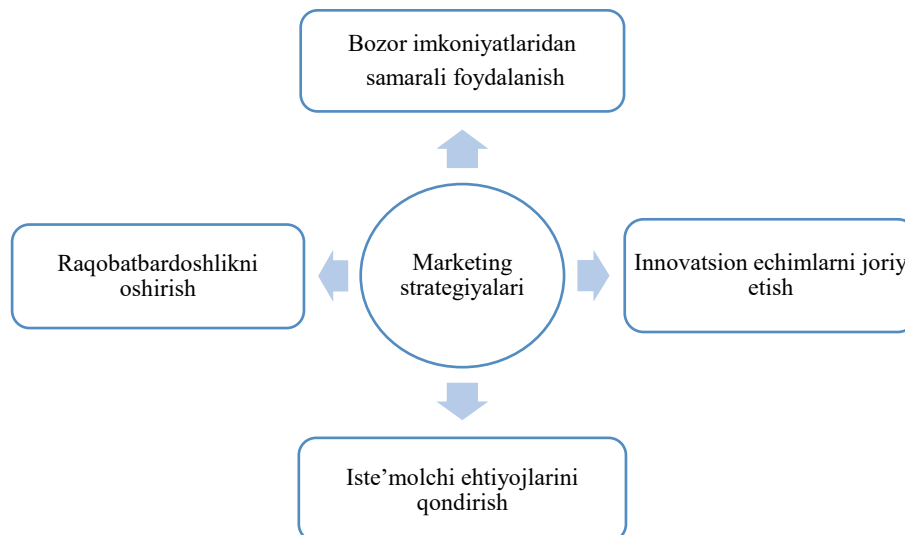 Bozor imkoniyatlaridan
samarali foydalanish
Raqobatbardoshlikni
oshirish
Marketing
strategiyalari
Innovatsion echimlarni joriy
etish
Iste’molchi ehtiyojlarini
qondirish